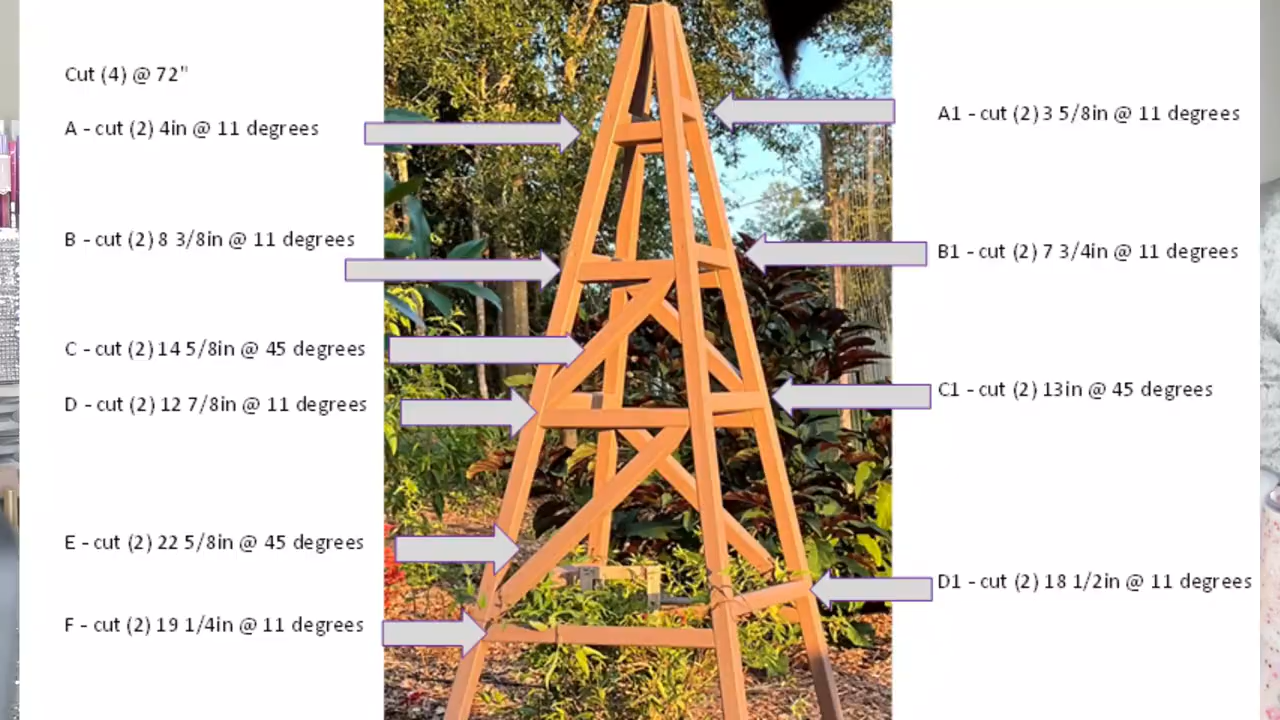 Cut (4) @ 72"
A - cut (2) 4in @ 11 degrees
A1 - cut (2) 3 5/8in @ 11 degrees
B - cut (2) 8 3/8in @ 11 degrees
B1 - cut (2) 7 3/4in @ 11 degrees
C - cut (2) 14 5/8in @ 45 degrees
C1 - cut (2) 13in @ 45 degrees
D - cut (2) 12 7/8in @ 11 degrees
E - cut (2) 22 5/8in @ 45 degrees
D1 - cut (2) 18 1/2in @ 11 degrees
F - cut (2) 19 1/4in @ 11 degrees